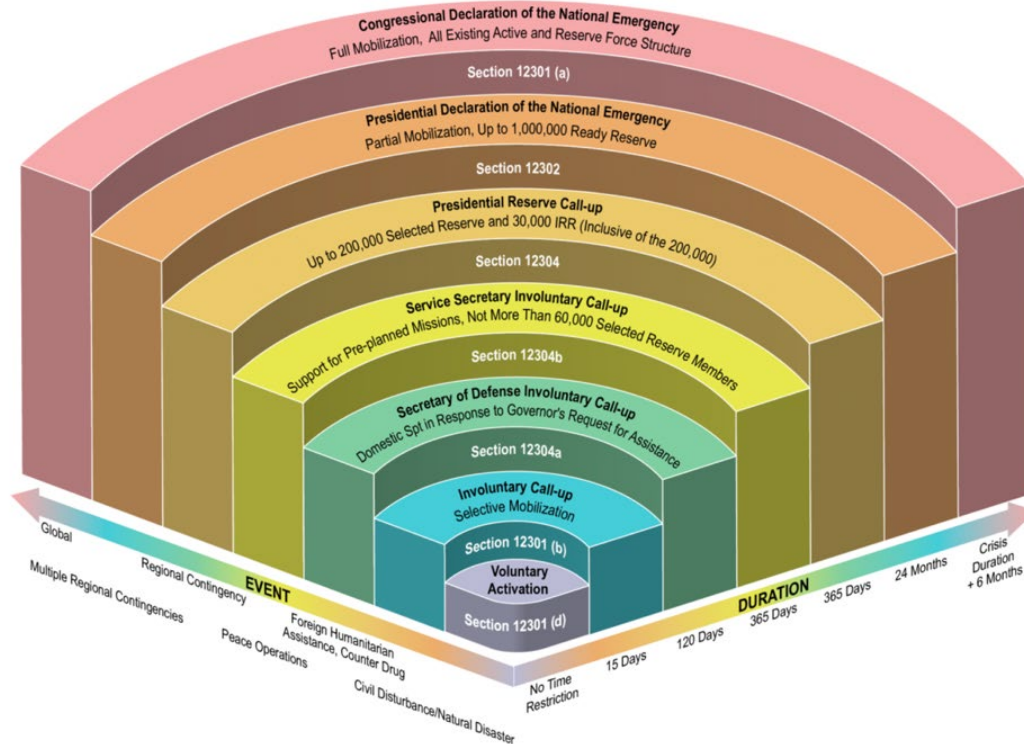 Congressional Declaration of the National Emergency
Full Mobilization, All Existing Active and Reserve Force Structure
Section 12301 (a)
Presidential Declaration of the National Emergency
Partial Mobilization, Up to 1,000,000 Ready Reserve
Section 12302
Presidential Reserve Call-up
Up to 200,000 Selected Reserve and 30,000 IRR (Inclusive of the 200,000)
Section 12304
Service Secretary Involuntary Call-up
Support for Pre-planned Missions, Not More Than 60,000 Selected Reserve Members
Section 12304b
Secretary of Defense Involuntary Call-up
Domestic Spt in Response to Governor's Request for Assistance
Section 12304a
Involuntary Call-up
Selective Mobilization
Section 12301 (b)
Voluntary
Activation
Section 12301 (d)
Global
Multiple Regional Contingencies
Regional Contingency
EVENT
Peace Operations
Foreign Humanitarian
Assistance, Counter Drug
Civil Disturbance/Natural Disaster
No Time
Restriction
15 Days
120 Days
DURATION
365 Days
365 Days
24 Months
Crisis
Duration
+ 6 Months